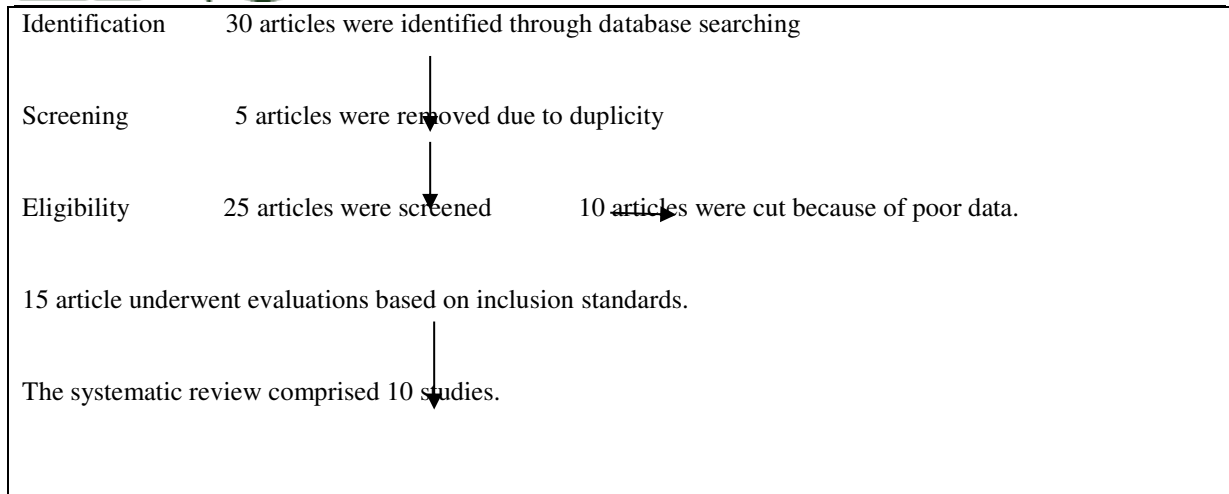 Identification 30 articles were identified through database searching
Screening 5 articles were removed due to duplicity
Eligibility 25 articles were screened 10 articles were cut because of poor data.
15 article underwent evaluations based on inclusion standards.
The systematic review comprised 10 studies.